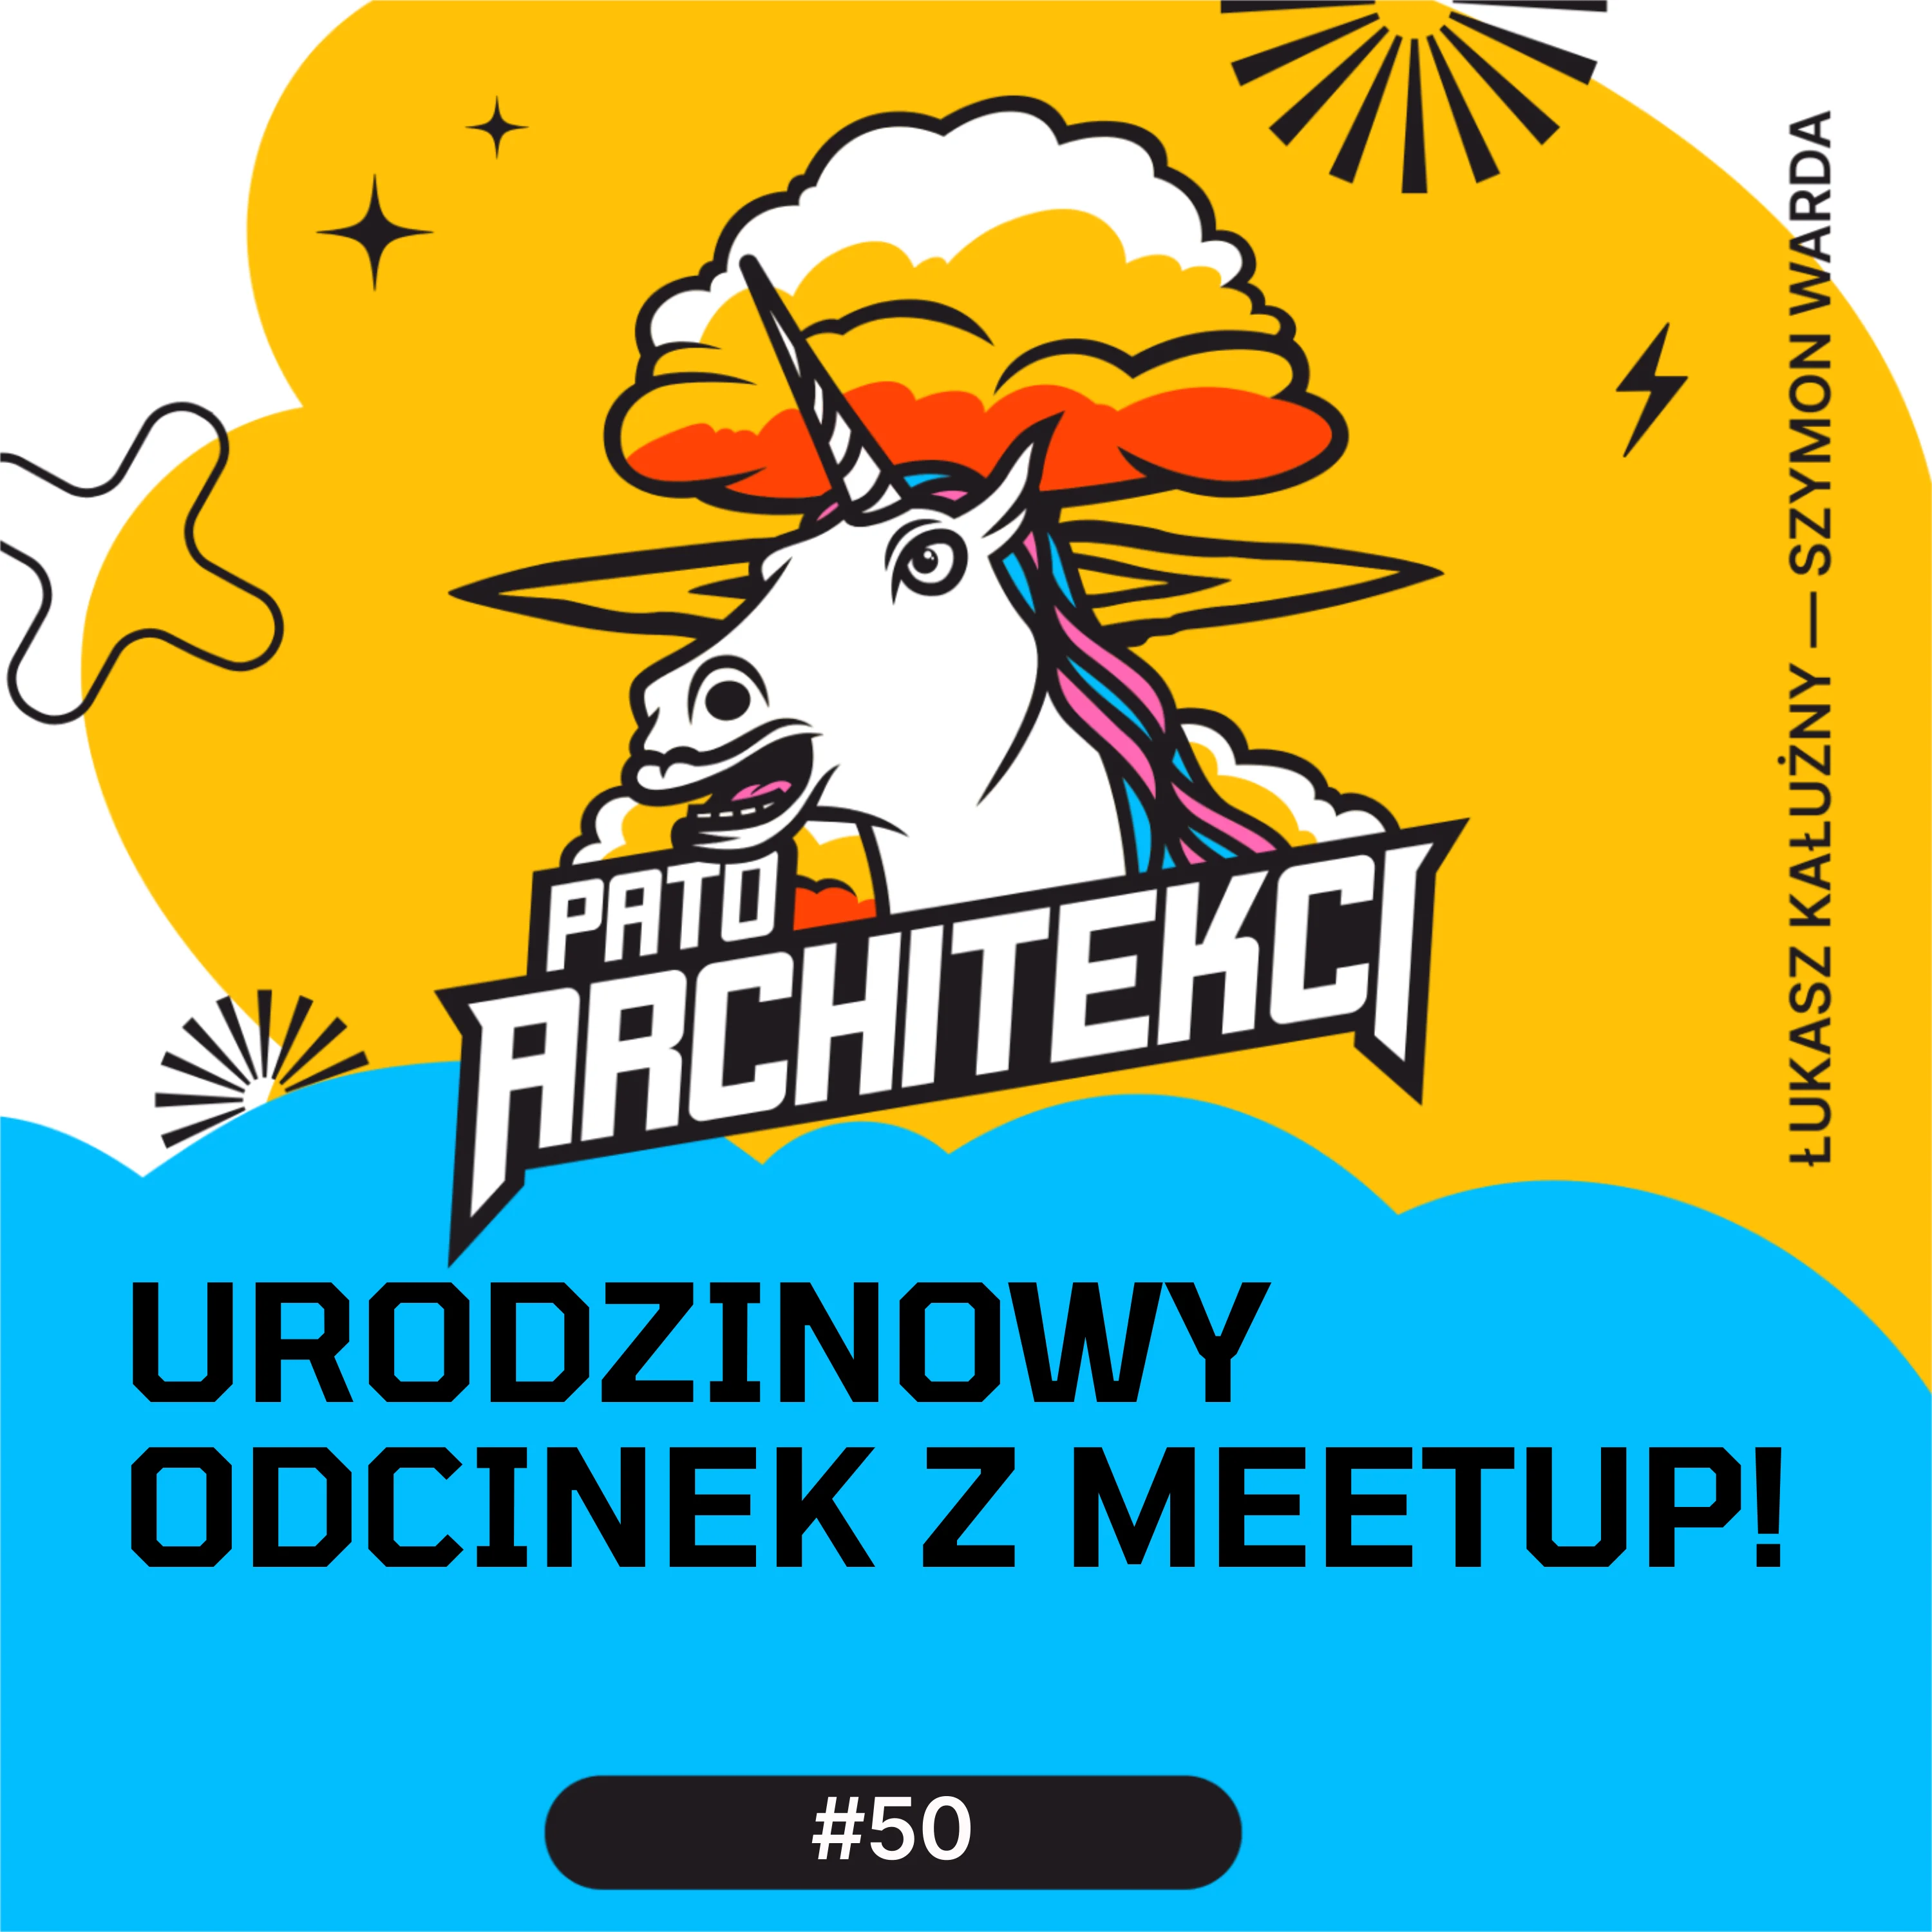 PATO
ARCHITEKCI
ŁUKASZ KAŁUŻNY — SZYMON WARDA
URODZINOWY
ODCINEK Z MEETUP!
#50